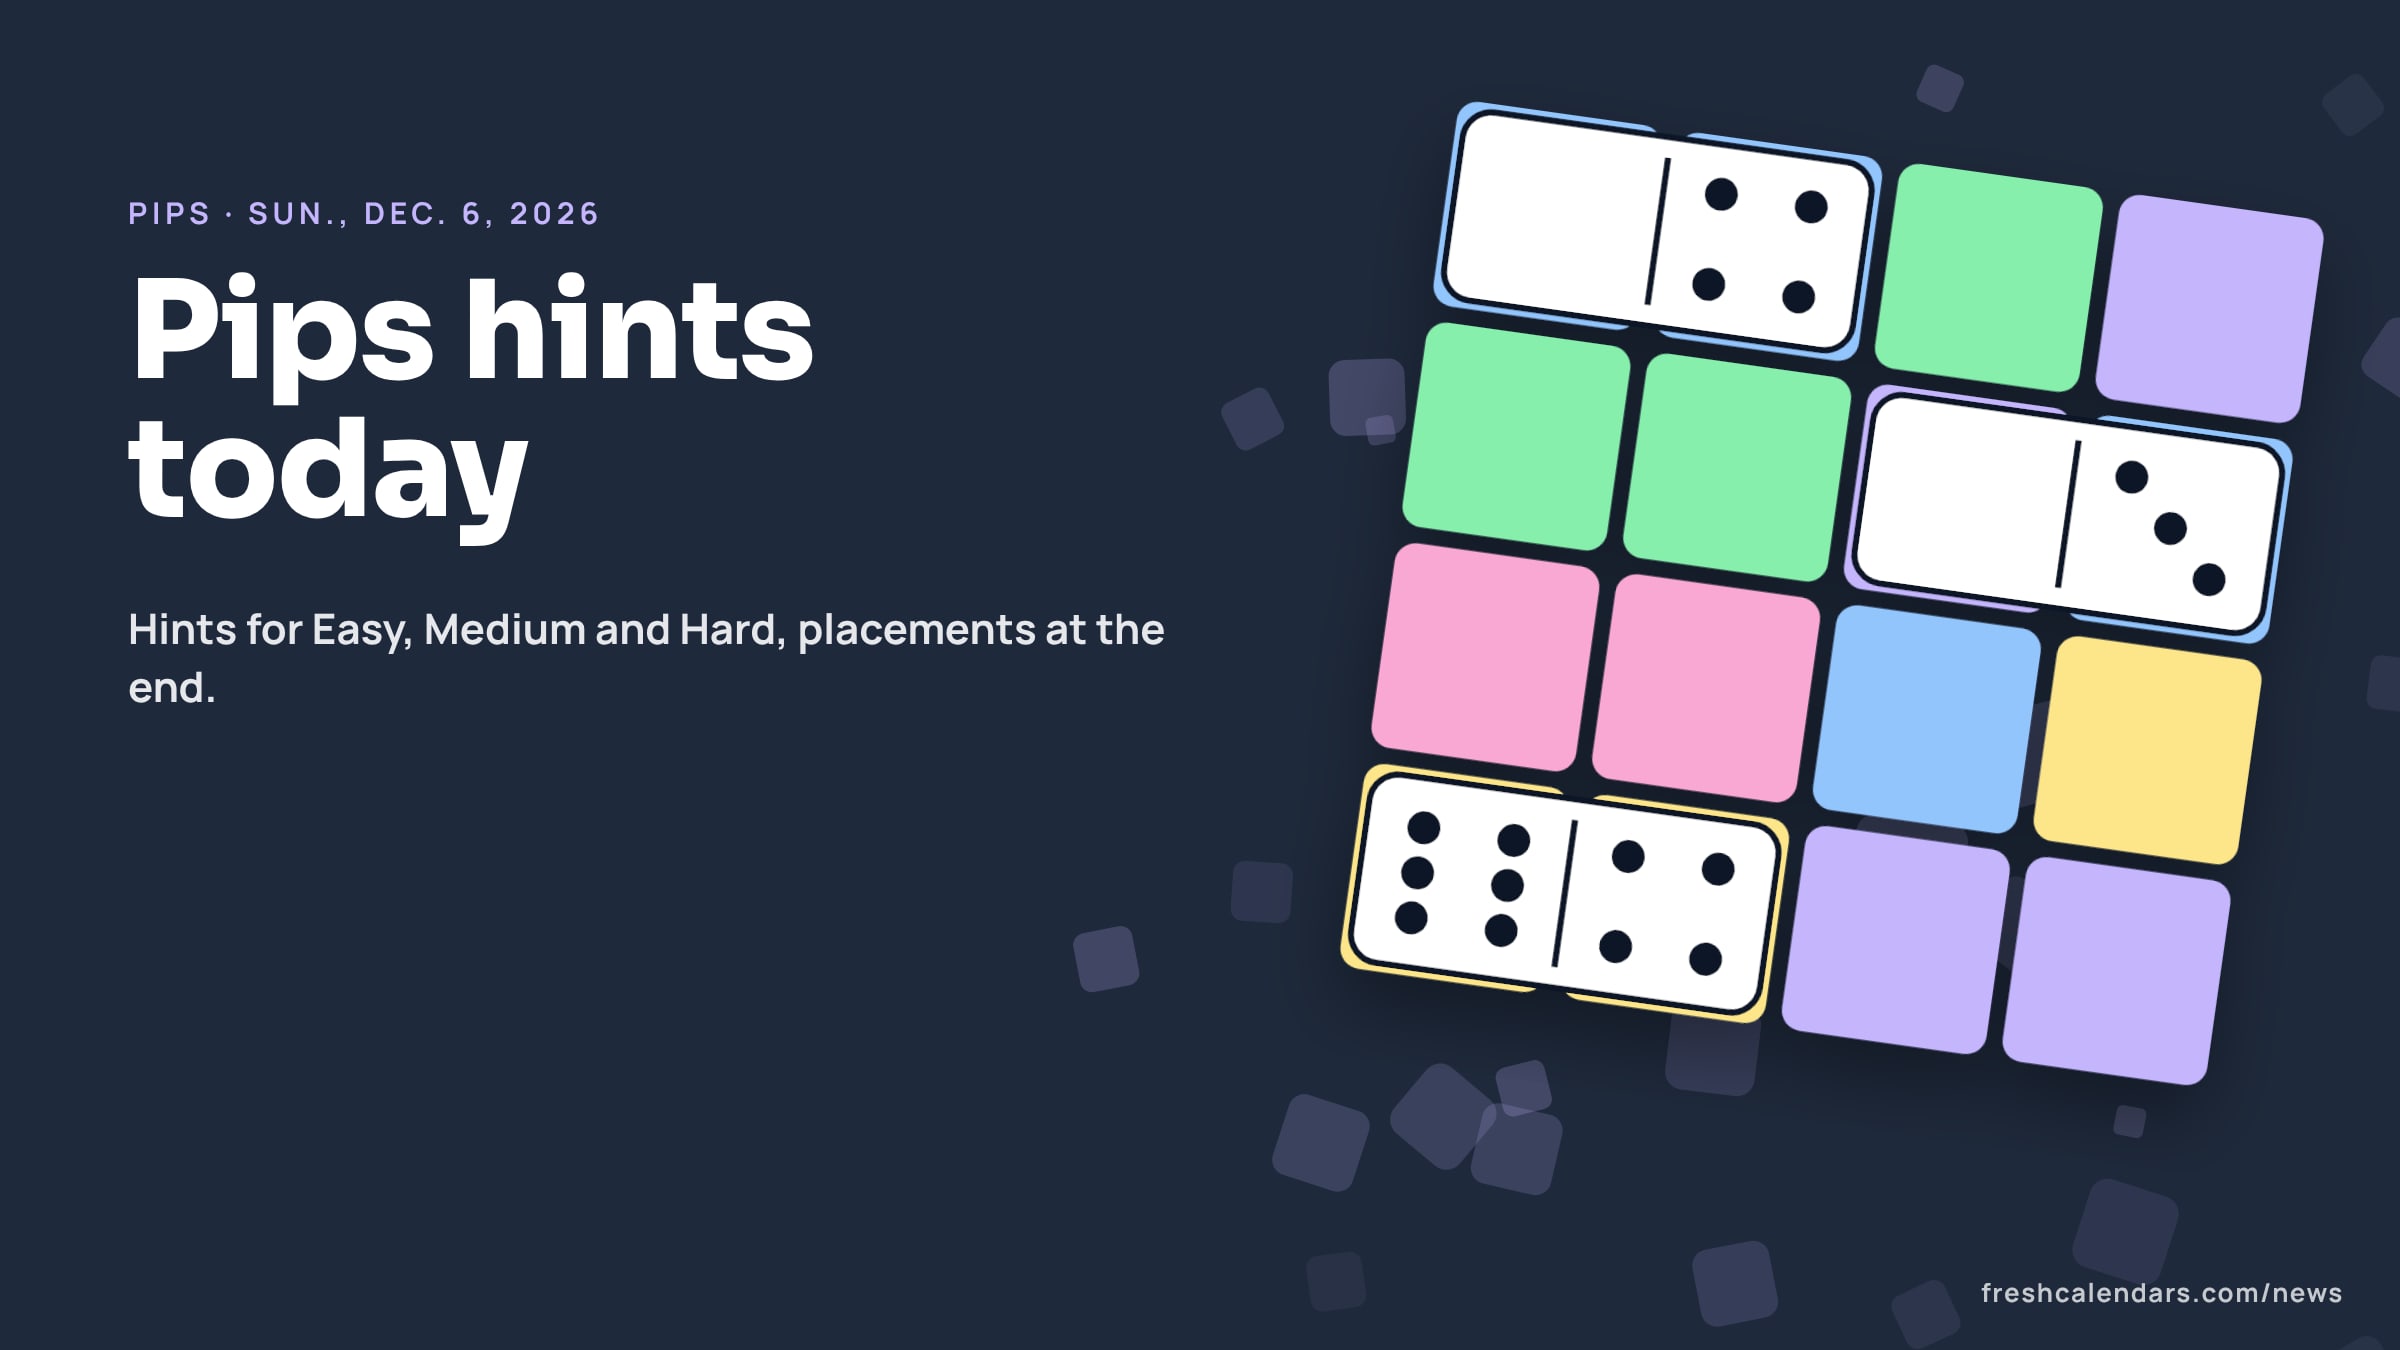 PIPS · SUN., DEC. 6, 2026
Pips hints
today
Hints for Easy, Medium and Hard, placements at the
end.
freshcalendars.com/news